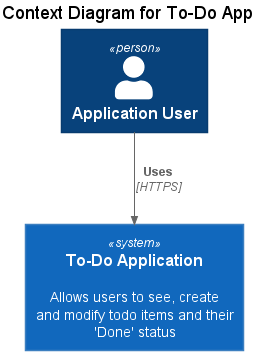 Context Diagram for To-Do App
«person»
Application User
Uses
[HTTPS]
«system»
To-Do Application
Allows users to see, create
and modify todo items and their
'Done' status